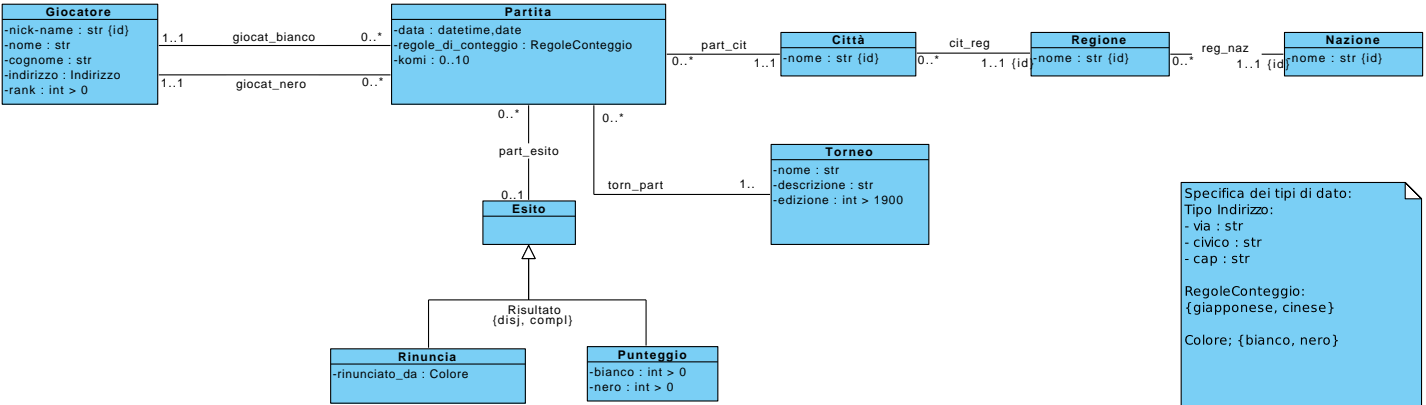 Giocatore
-nick-name : str {id}
-nome : str
-cognome : str
-indirizzo : Indirizzo
-rank : int > 0
1..1
giocat_bianco
0..*
1..1
giocat_nero
0..*
Partita
-data : datetime,date
-regole_di_conteggio : RegoleConteggio
-komi : 0..10
part_cit
0..*
1..1
Città
-nome : str {id}
cit_reg
0..*
1..1 {id}
Regione
-nome : str {id}
reg_naz
0..*
1..1 {id}
Nazione
-nome : str {id}
0..*
part_esito
0..1
0..*
torn_part
1..
Torneo
-nome : str
-descrizione : str
-edizione : int > 1900
Esito
Risultato
{disj, compl}
Rinuncia
-rinunciato_da : Colore
Punteggio
-bianco : int > 0
-nero : int > 0
Specifica dei tipi di dato:
Tipo Indirizzo:
- via : str
- civico : str
- cap : str
RegoleConteggio:
{giapponese, cinese}
Colore; {bianco, nero}